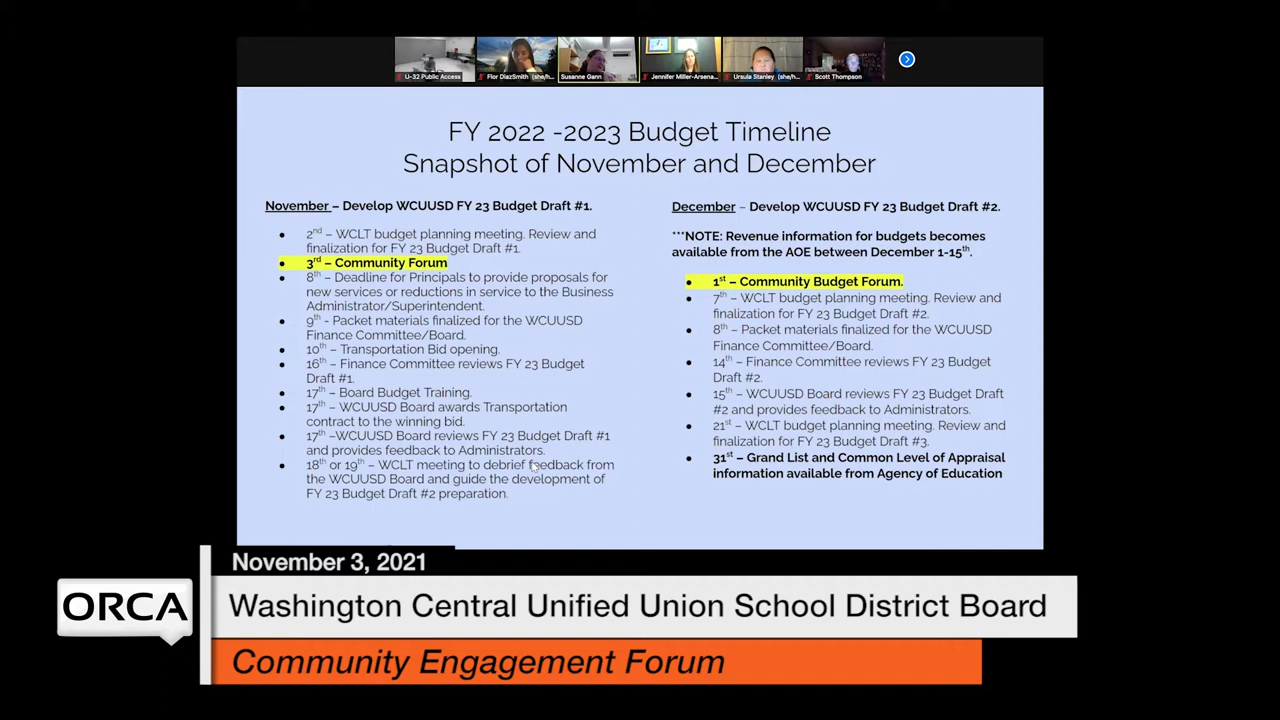 U-32 Public Access
Flor DiazSmith (she/h...
Susanne Gann
Jennifer Miller-Arsena...
Ursula Stanley (she/h...
Scott Thompson
FY 2022 -2023 Budget Timeline
Snapshot of November and December
November – Develop WCUUSD FY 23 Budget Draft #1.
• 2nd – WCLT budget planning meeting. Review and
finalization for FY 23 Budget Draft #1.
• 3rd – Community Forum
• 8th – Deadline for Principals to provide proposals for
new services or reductions in service to the Business
Administrator/Superintendent.
• 9th - Packet materials finalized for the WCUUSD
Finance Committee/Board.
• 10th – Transportation Bid opening.
• 16th – Finance Committee reviews FY 23 Budget
Draft #1.
• 17th – Board Budget Training.
• 17th – WCUUSD Board awards Transportation
contract to the winning bid.
• 17th –WCUUSD Board reviews FY 23 Budget Draft #1
and provides feedback to Administrators.
• 18th or 19th – WCLT meeting to debrief feedback from
the WCUUSD Board and guide the development of
FY 23 Budget Draft #2 preparation.
December – Develop WCUUSD FY 23 Budget Draft #2.
***NOTE: Revenue information for budgets becomes
available from the AOE between December 1-15th.
• 1st – Community Budget Forum.
• 7th – WCLT budget planning meeting. Review and
finalization for FY 23 Budget Draft #2.
• 8th – Packet materials finalized for the WCUUSD
Finance Committee/Board.
• 14th – Finance Committee reviews FY 23 Budget
Draft #2.
• 15th – WCUUSD Board reviews FY 23 Budget Draft
#2 and provides feedback to Administrators.
• 21st – WCLT budget planning meeting. Review and
finalization for FY 23 Budget Draft #3.
• 31st – Grand List and Common Level of Appraisal
information available from Agency of Education
November 3, 2021
ORCA
Washington Central Unified Union School District Board
Community Engagement Forum